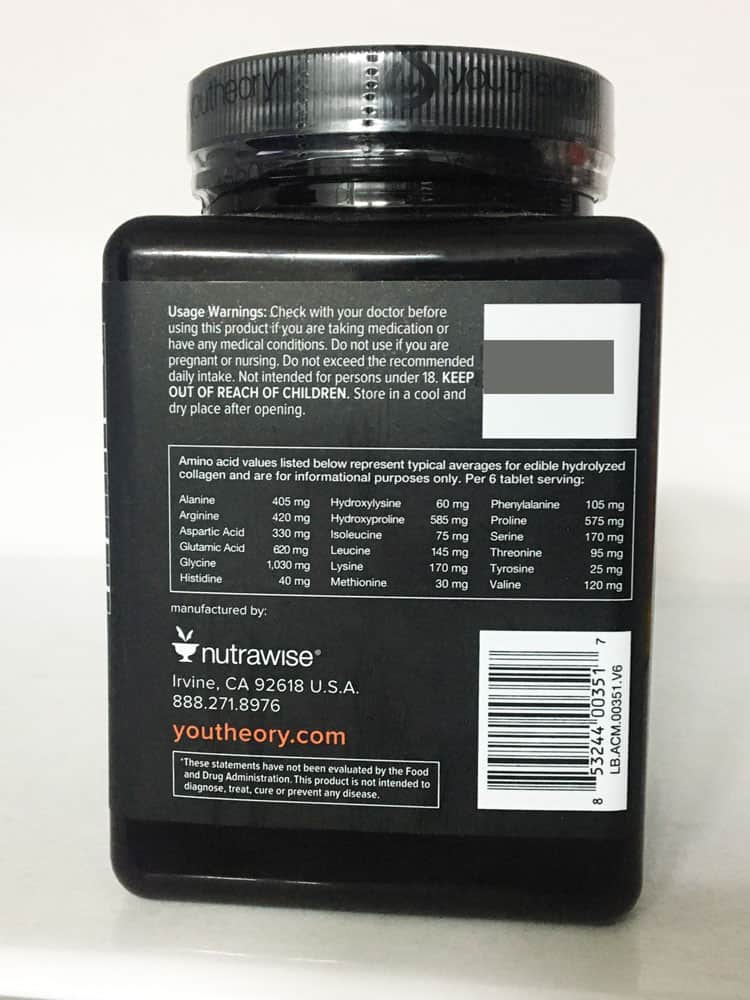 youtheory
Usage Warnings: Check with your doctor before
using this product if you are taking medication or
have any medical conditions. Do not use if you are
pregnant or nursing. Do not exceed the recommended
daily intake. Not intended for persons under 18. KEEP
OUT OF REACH OF CHILDREN. Store in a cool and
dry place after opening.
Amino acid values listed below represent typical averages for edible hydrolyzed
collagen and are for informational purposes only. Per 6 tablet serving:
Alanine 405 mg Hydroxylysine 60 mg Phenylalanine 105 mg
Arginine 420 mg Hydroxyproline 585 mg Proline 575 mg
Aspartic Acid 330 mg Isoleucine 75 mg Serine 170 mg
Glutamic Acid 620 mg Leucine 145 mg Threonine 95 mg
Glycine 1,030 mg Lysine 170 mg Tyrosine 25 mg
Histidine 40 mg Methionine 30 mg Valine 120 mg
manufactured by:
nutrawise®
Irvine, CA 92618 U.S.A.
888.271.8976
youtheory.com
*These statements have not been evaluated by the Food
and Drug Administration. This product is not intended to
diagnose, treat, cure or prevent any disease.
8 53244 00351 7
LB.ACM.00351.V6